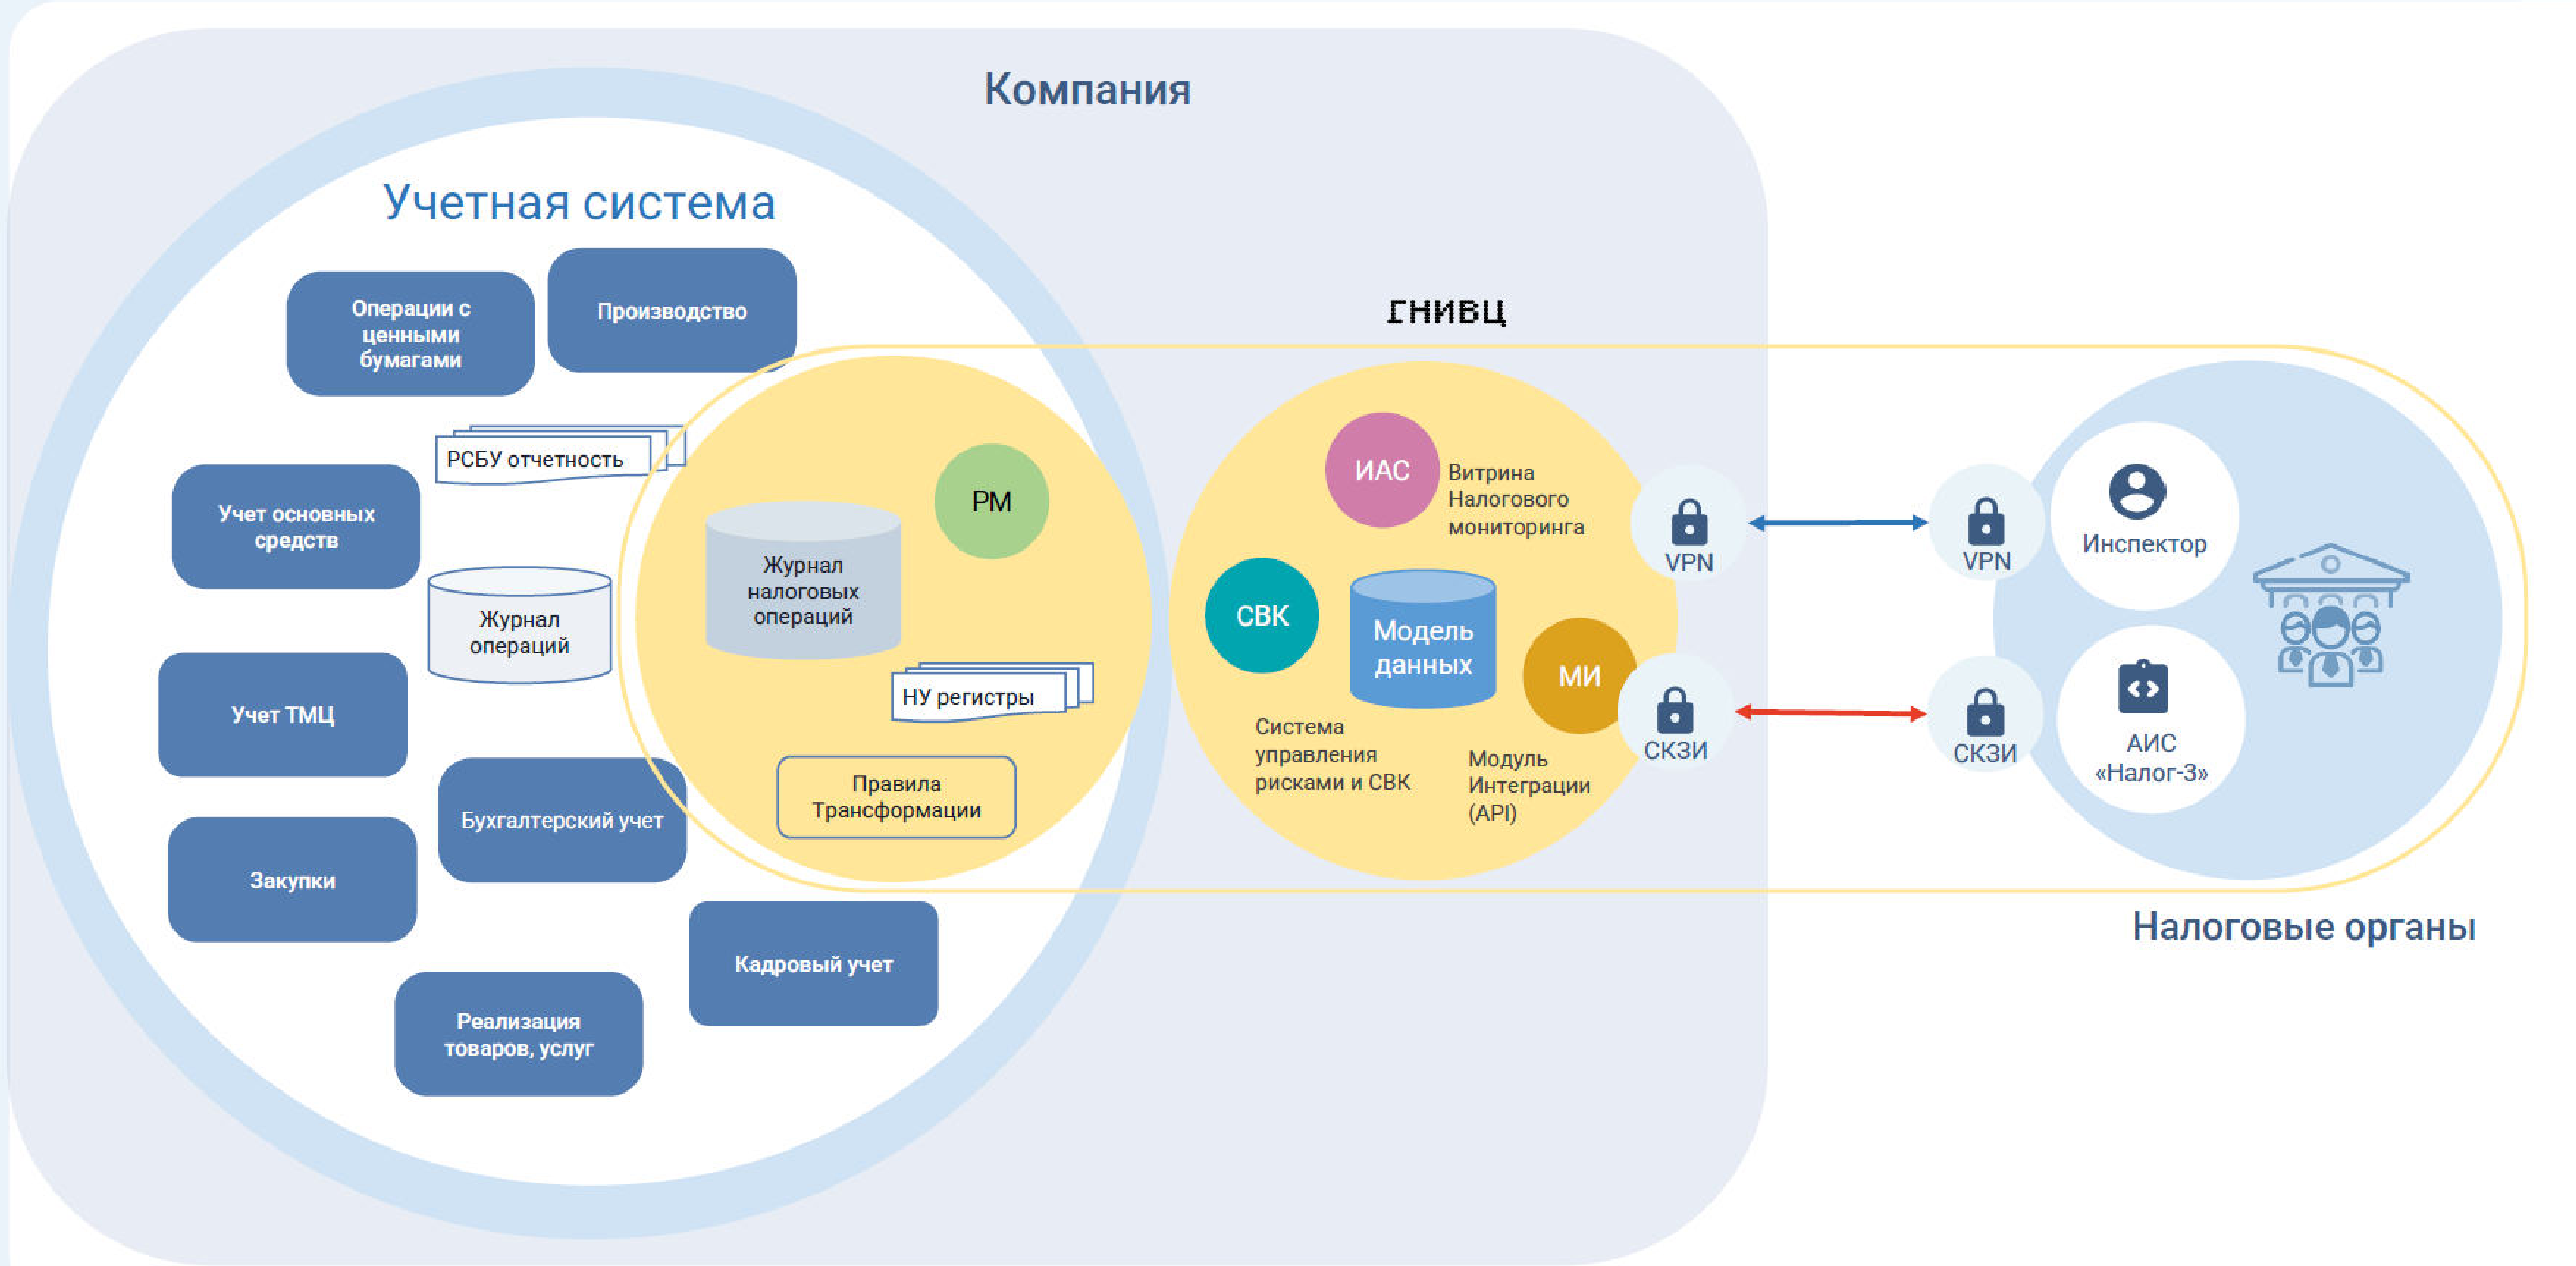 Компания
Учетная система
Операции с
ценными
бумагами
Производство
РСБУ отчетность
Учет основных
средств
Журнал
операций
Учет ТМЦ
Бухгалтерский учет
Закупки
Кадровый учет
Реализация
товаров, услуг
РМ
Журнал
налоговых
операций
НУ регистры
Правила
Трансформации
ГНИВЦ
ИАС
Витрина
Налогового
мониторинга
СВК
Модель
данных
МИ
Система
управления
рисками и СВК
Модуль
Интеграции
(API)
VPN
СКЗИ
VPN
СКЗИ
Инспектор
АИС
«Налог-3»
Налоговые органы